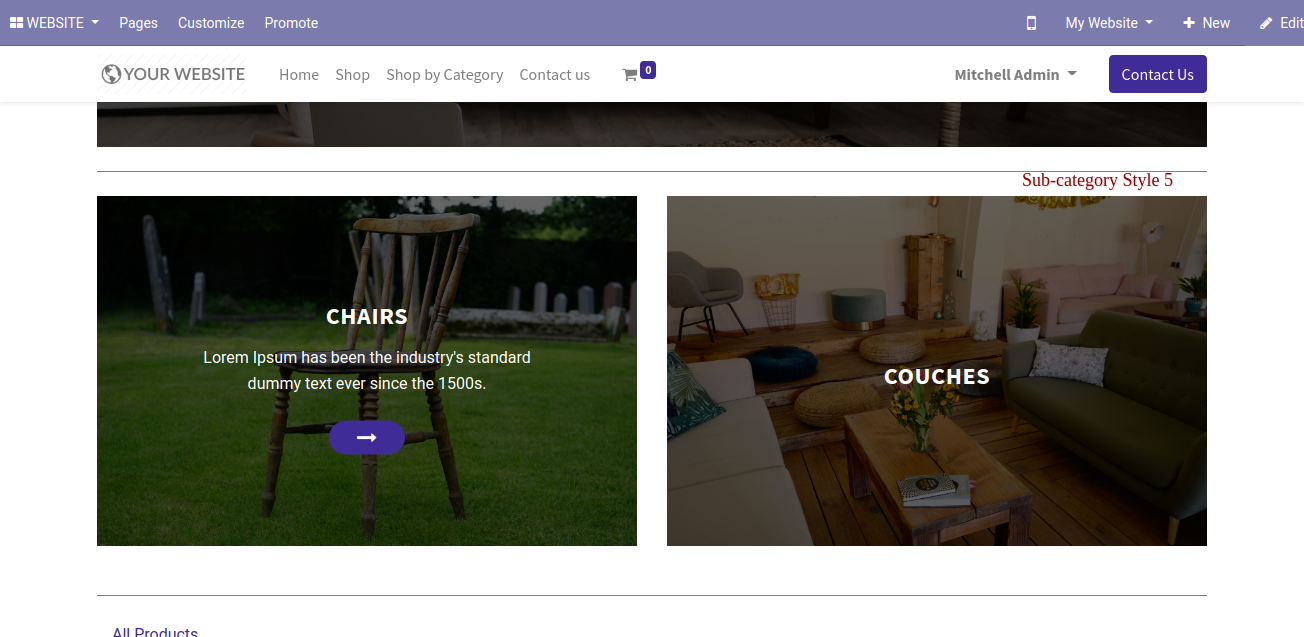 WEBSITE Pages Customize Promote My Website New Edit
YOUR WEBSITE Home Shop Shop by Category Contact us 0 Mitchell Admin Contact Us
Sub-category Style 5
CHAIRS
Lorem Ipsum has been the industry's standard
dummy text ever since the 1500s.
COUCHES
All Products